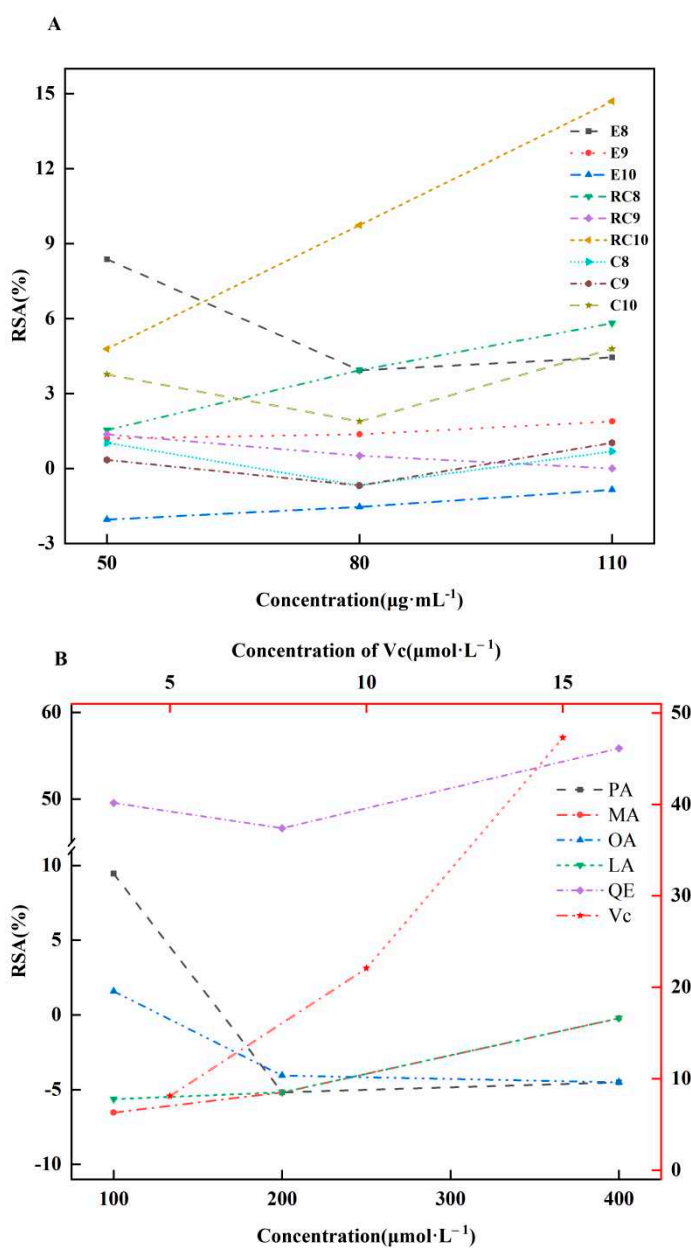 A
15
12
9
6
3
0
-3
RSA(%)
E8
E9
E10
RC8
RC9
RC10
C8
C9
C10
50 80 110
Concentration(μg·mL⁻¹)
B
Concentration of Vc(μmol·L⁻¹)
5 10 15
60
50
10
5
0
-5
-10
RSA(%)
PA
MA
OA
LA
QE
Vc
50
40
30
20
10
0
100 200 300 400
Concentration(μmol·L⁻¹)